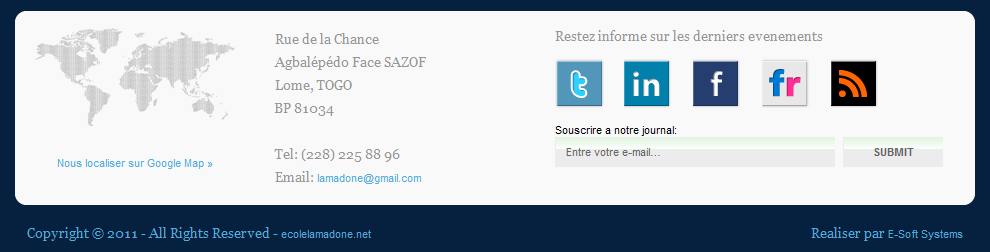 Rue de la Chance
Agbalépédo Face SAZOF
Lome, TOGO
BP 81034
Tel: (228) 225 88 96
Email: lamadone@gmail.com
Nous localiser sur Google Map »
Restez informe sur les derniers evenements
t in f fr
Souscrire a notre journal:
Entre votre e-mail... SUBMIT
Copyright © 2011 - All Rights Reserved - ecolelamadone.net
Realiser par E-Soft Systems